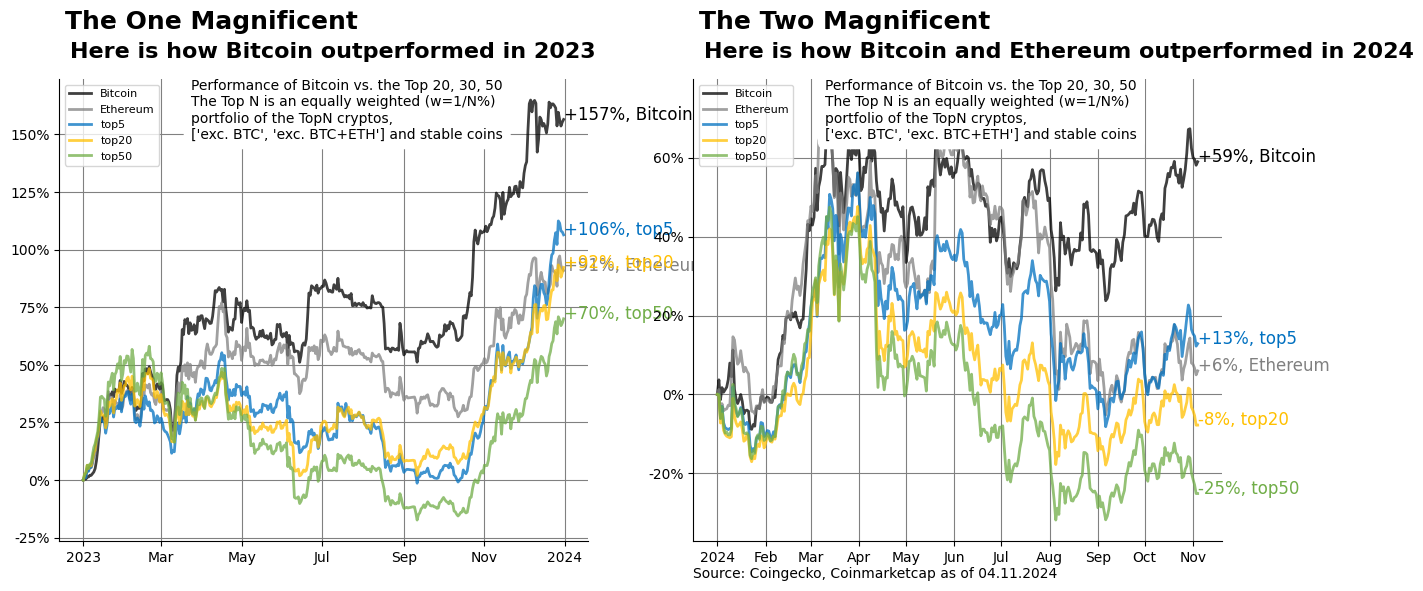 The One Magnificent
Here is how Bitcoin outperformed in 2023
Performance of Bitcoin vs. the Top 20, 30, 50
The Top N is an equally weighted (w=1/N%)
portfolio of the TopN cryptos,
['exc. BTC', 'exc. BTC+ETH'] and stable coins
Bitcoin
Ethereum
top5
top20
top50
150%
125%
100%
75%
50%
25%
0%
-25%
+157%, Bitcoin
+106%, top5
+92%, top20
+91%, Ethereum
+70%, top50
2023 Mar May Jul Sep Nov 2024
The Two Magnificent
Here is how Bitcoin and Ethereum outperformed in 2024
Performance of Bitcoin vs. the Top 20, 30, 50
The Top N is an equally weighted (w=1/N%)
portfolio of the TopN cryptos,
['exc. BTC', 'exc. BTC+ETH'] and stable coins
Bitcoin
Ethereum
top5
top20
top50
60%
40%
20%
0%
-20%
+59%, Bitcoin
+13%, top5
+6%, Ethereum
-8%, top20
-25%, top50
2024 Feb Mar Apr May Jun Jul Aug Sep Oct Nov
Source: Coingecko, Coinmarketcap as of 04.11.2024